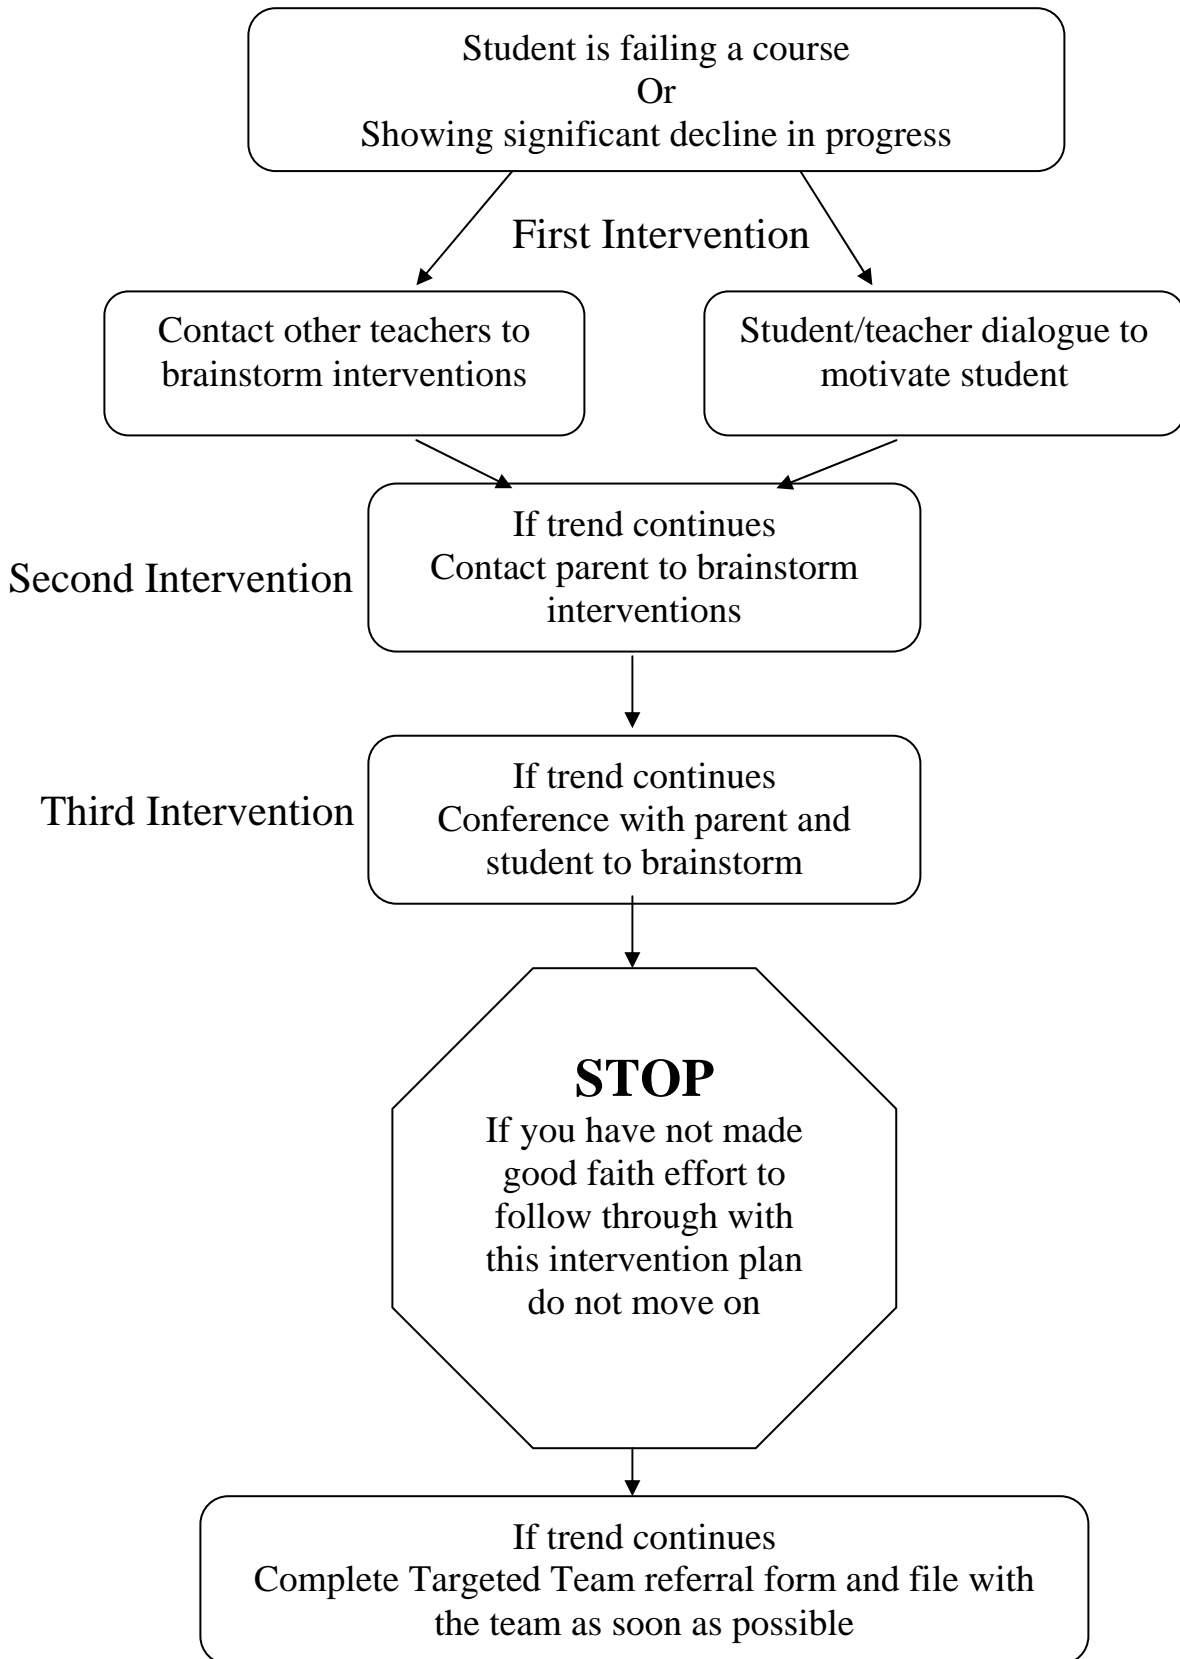 Student is failing a course
Or
Showing significant decline in progress
First Intervention
Contact other teachers to
brainstorm interventions
Student/teacher dialogue to
motivate student
Second Intervention
If trend continues
Contact parent to brainstorm
interventions
Third Intervention
If trend continues
Conference with parent and
student to brainstorm
STOP
If you have not made
good faith effort to
follow through with
this intervention plan
do not move on
If trend continues
Complete Targeted Team referral form and file with
the team as soon as possible